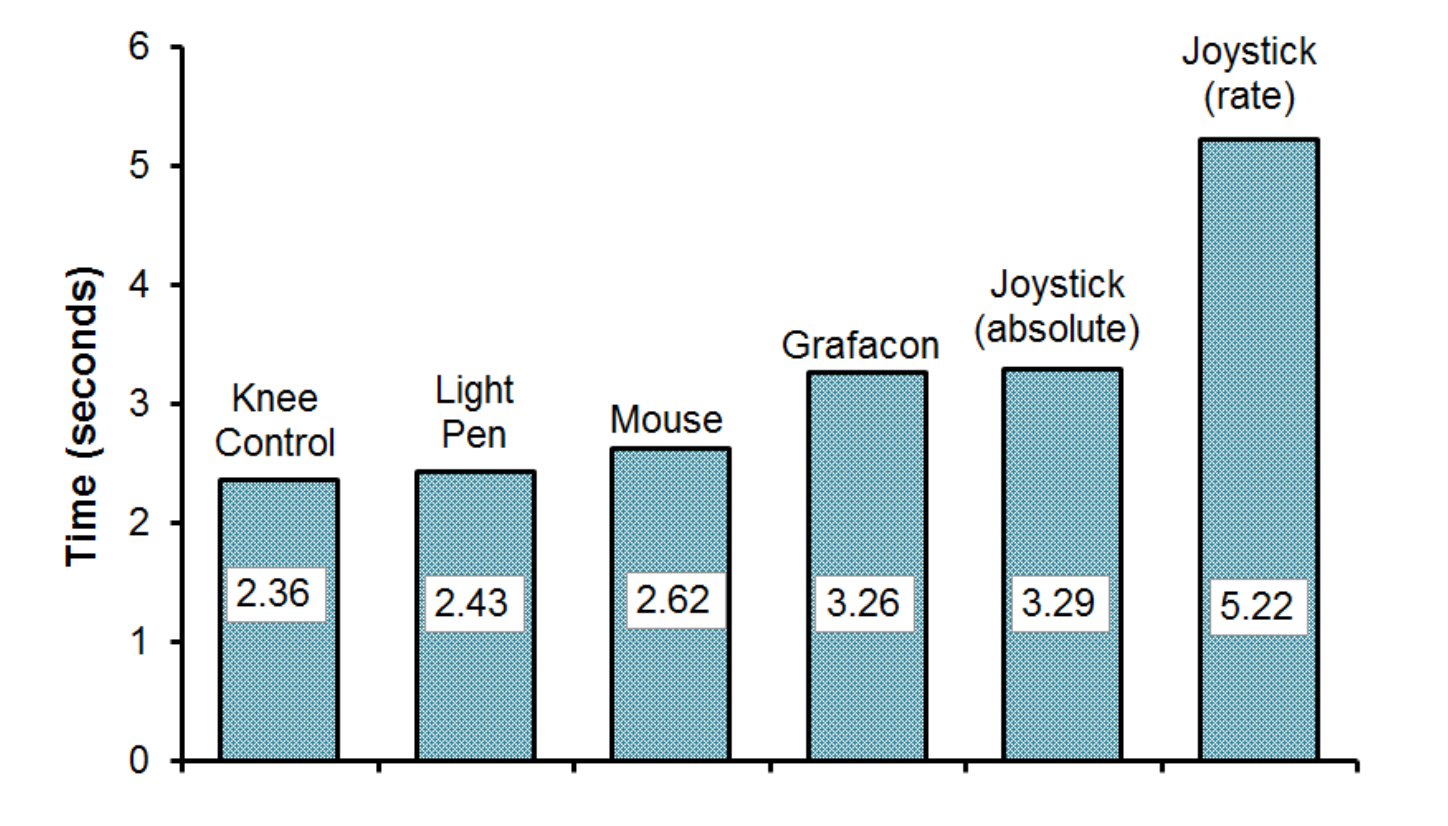 Time (seconds)
6
5
4
3
2
1
0
Knee
Control
2.36
Light
Pen
2.43
Mouse
2.62
Grafacon
3.26
Joystick
(absolute)
3.29
Joystick
(rate)
5.22